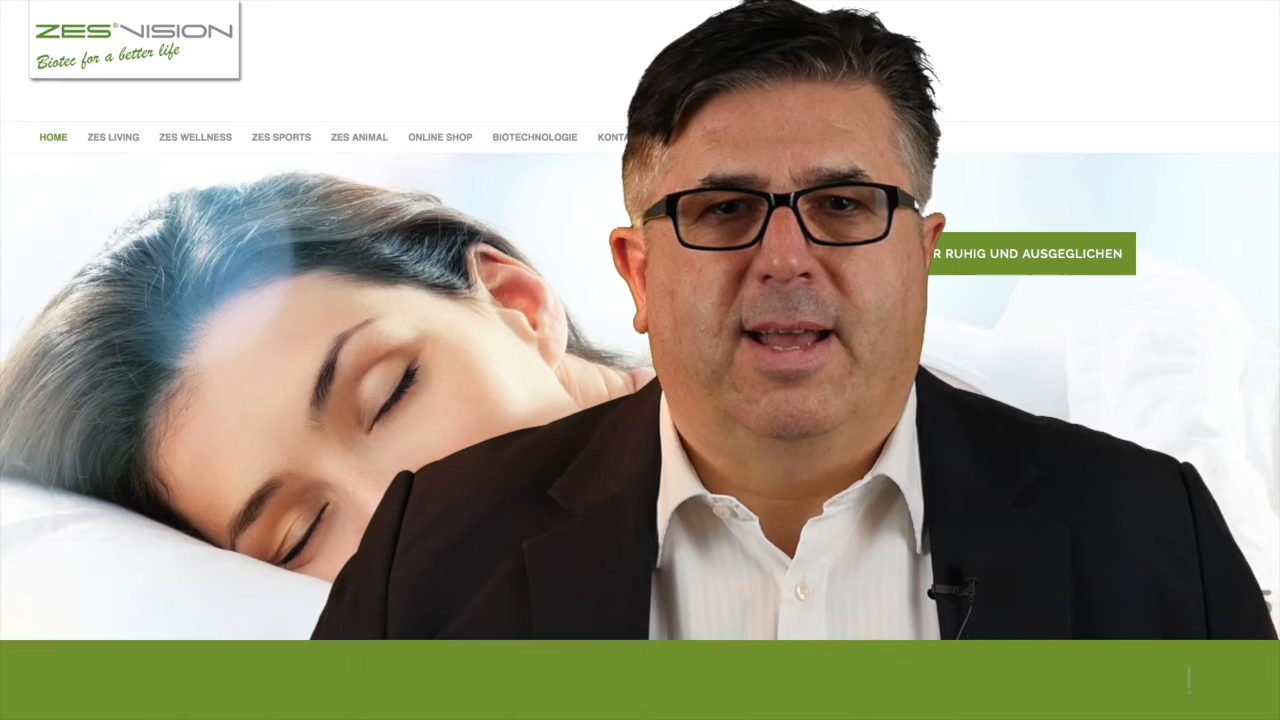 ZES® VISION
Biotec for a better life
HOME ZES LIVING ZES WELLNESS ZES SPORTS ZES ANIMAL ONLINE SHOP BIOTECHNOLOGIE KONTA
R RUHIG UND AUSGEGLICHEN